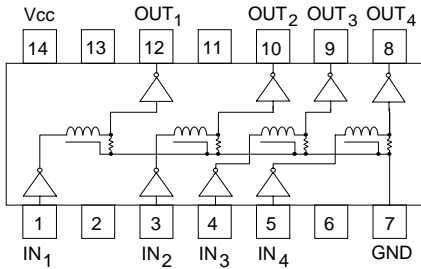 Vcc OUT1 OUT2 OUT3 OUT4
14 13 12 11 10 9 8
1 2 3 4 5 6 7
IN1 IN2 IN3 IN4 GND